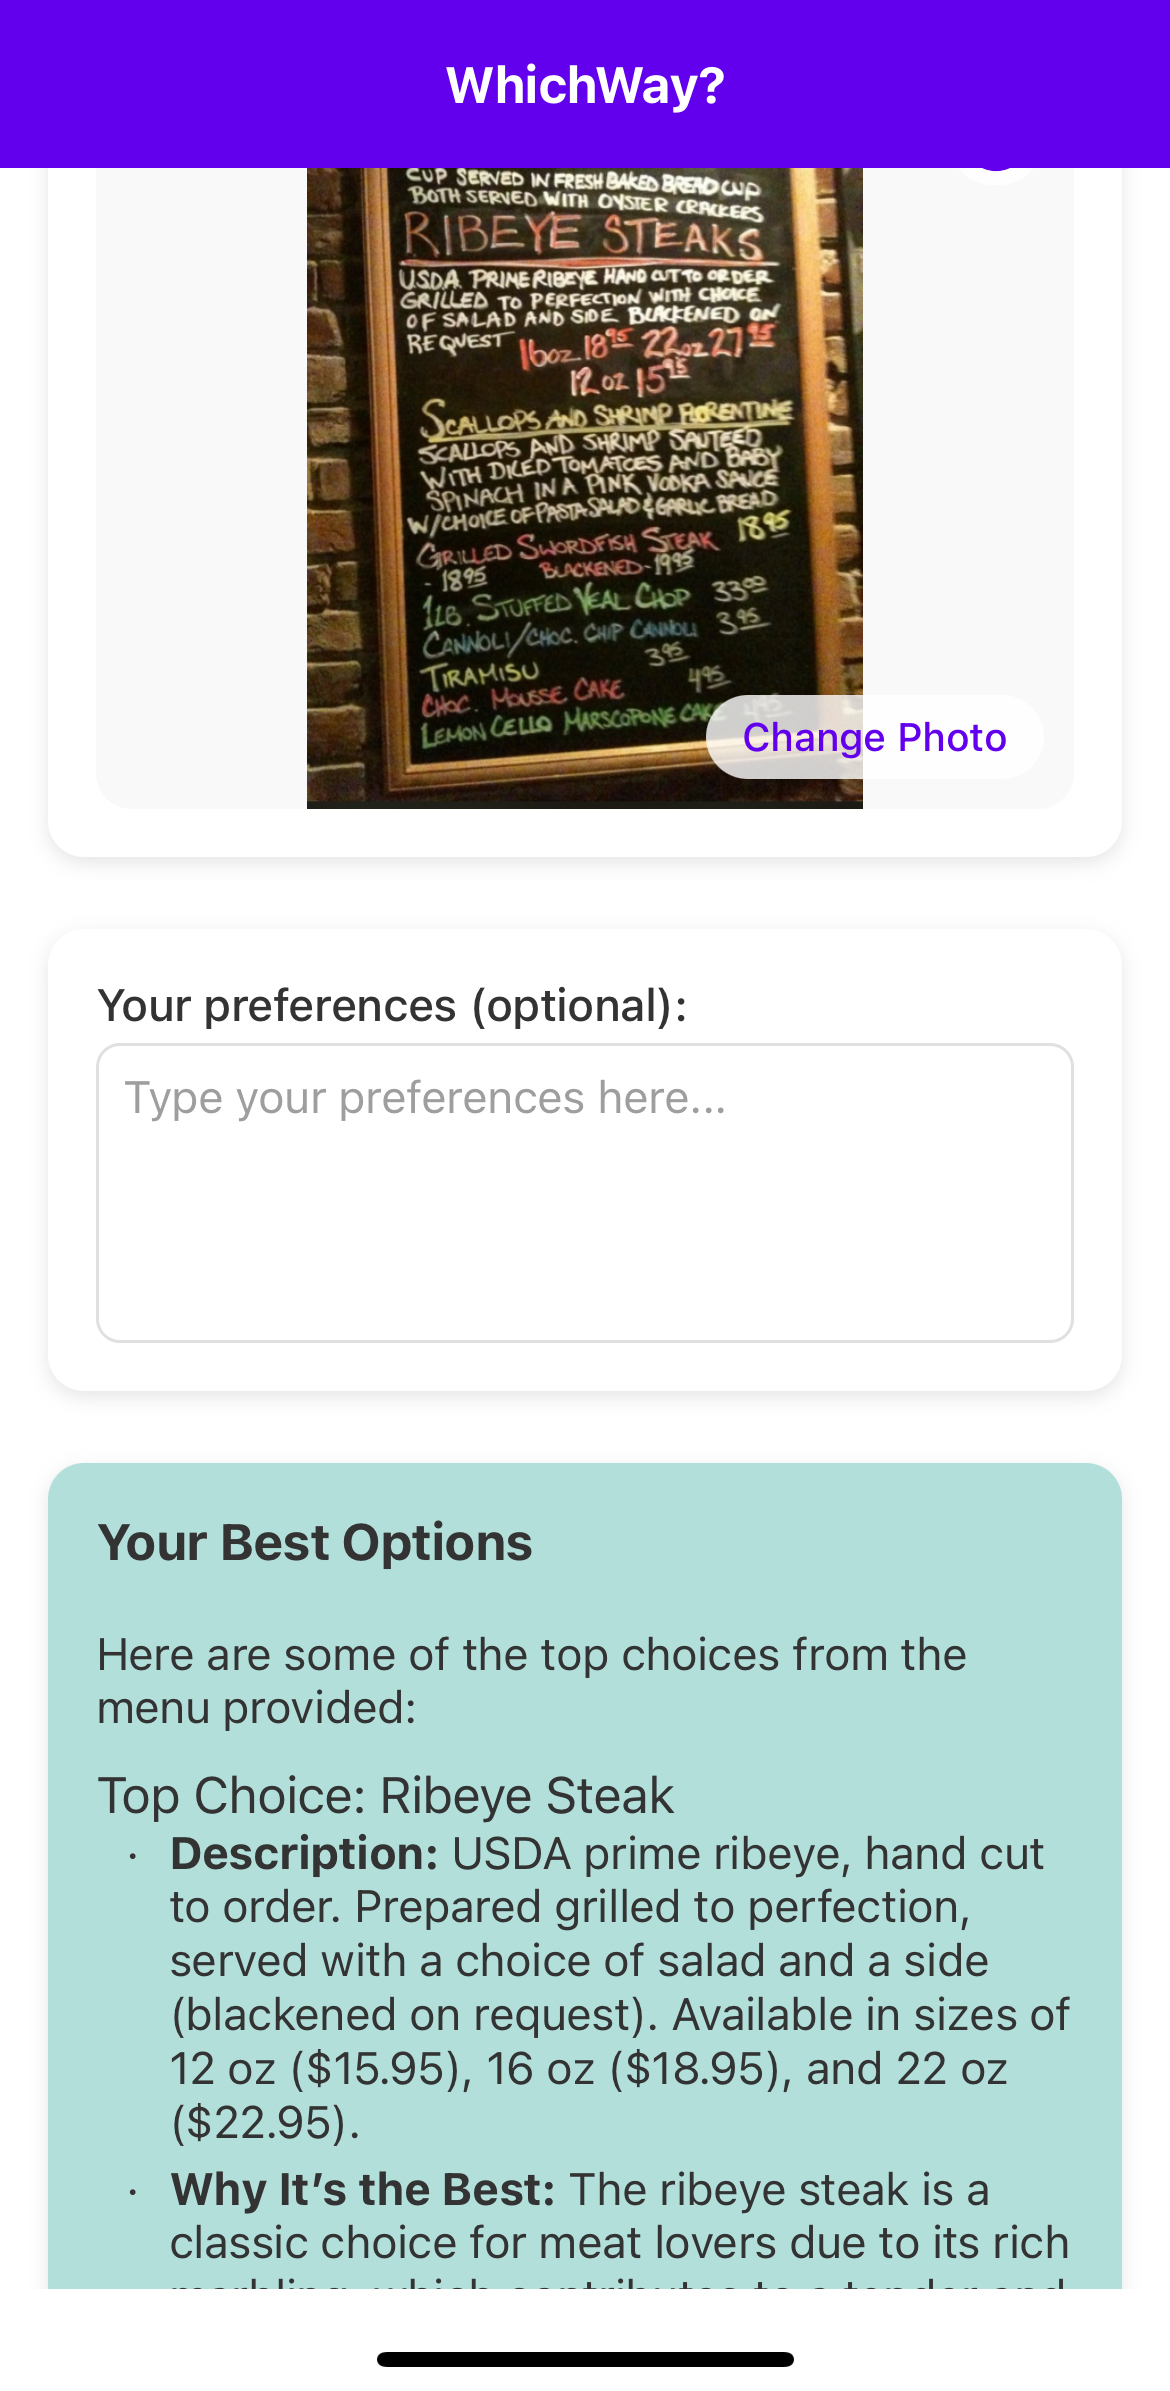 WhichWay?
CUP SERVED IN FRESH BAKED BREAD CUP
BOTH SERVED WITH OYSTER CRACKERS
RIBEYE STEAKS
USDA PRIME RIBEYE HAND CUT TO ORDER
GRILLED TO PERFECTION WITH CHOICE
OF SALAD AND SIDE BLACKENED ON
REQUEST 16oz 18 95 22oz 27 95
12 oz 15 95
SCALLOPS AND SHRIMP FLORENTINE
SCALLOPS AND SHRIMP SAUTEED
WITH DICED TOMATOES AND BABY
SPINACH IN A PINK VODKA SAUCE
W/CHOICE OF PASTA SALAD & GARLIC BREAD
18 95
GRILLED SWORDFISH STEAK
- 18 95 BLACKENED - 19 95
1LB. STUFFED VEAL CHOP 33 00
CANNOLI/CHOC. CHIP CANNOLI 3 95
TIRAMISU 3 95
CHOC. MOUSSE CAKE 4 95
LEMON CELLO MARSCOPONE CAKE 4 95
Change Photo
Your preferences (optional):
Type your preferences here...
Your Best Options
Here are some of the top choices from the
menu provided:
Top Choice: Ribeye Steak
· Description: USDA prime ribeye, hand cut
to order. Prepared grilled to perfection,
served with a choice of salad and a side
(blackened on request). Available in sizes of
12 oz ($15.95), 16 oz ($18.95), and 22 oz
($22.95).
· Why It’s the Best: The ribeye steak is a
classic choice for meat lovers due to its rich
marbling, which contributes to a tender and